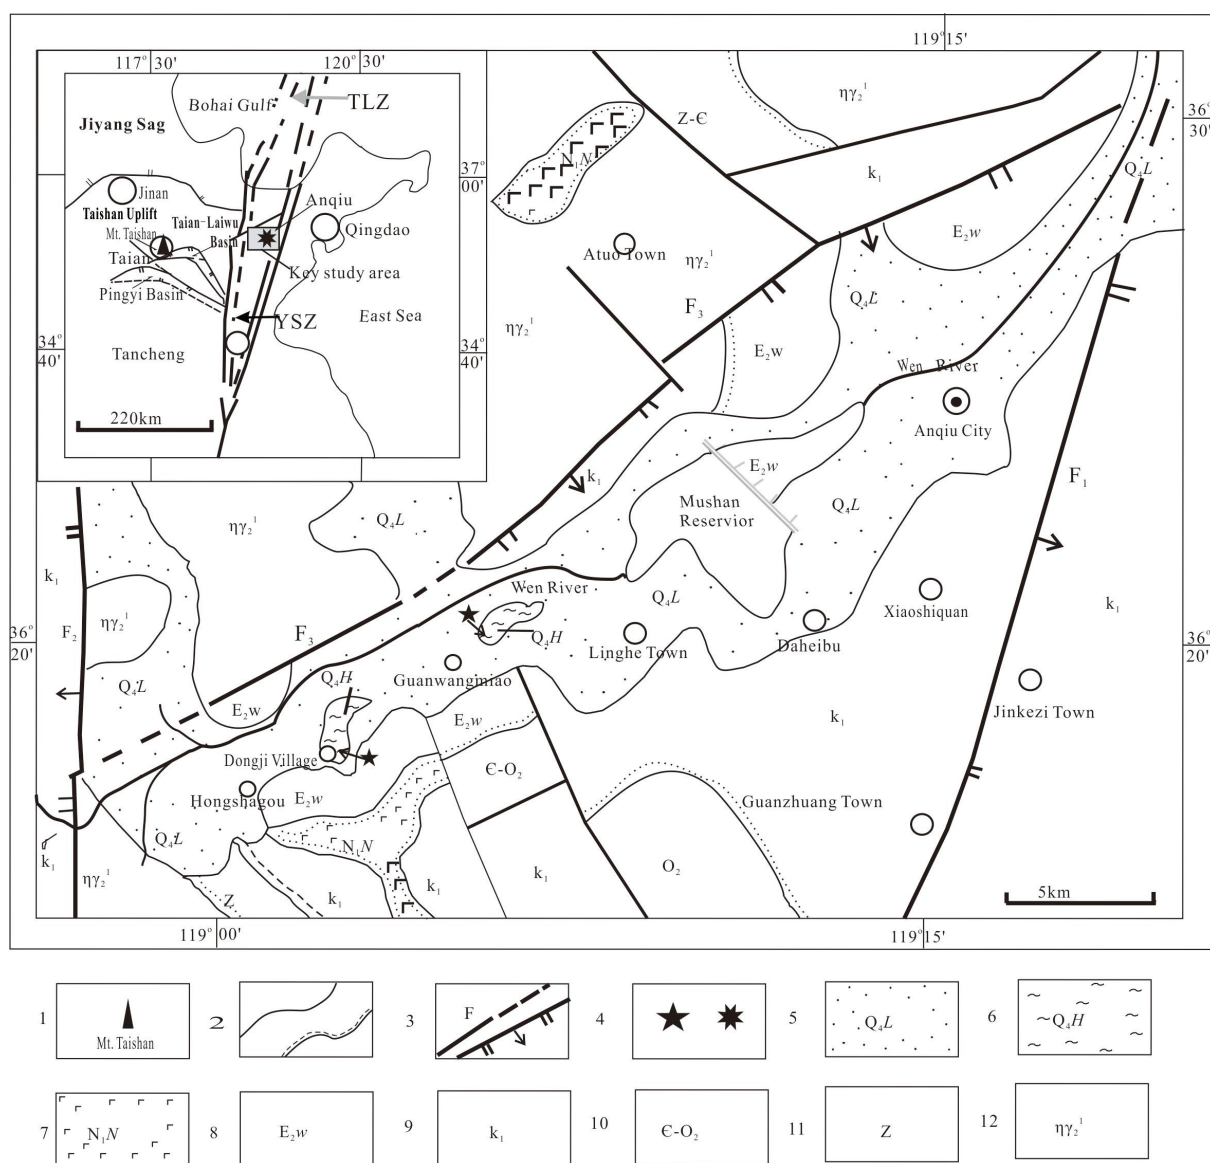 119°15'
117°30'
120°30'
Bohai Gulf
TLZ
Jiyang Sag
ηγ₂¹
Z-Є
36°
30'
N₁N
37°
00'
k₁
Q₄L
Jinan
Taishan Uplift
Taian-Laiwu
Basin
Anqiu
Mt. Taishan
Qingdao
E₂w
Taian
Atuo Town
ηγ₂¹
Key study area
Pingyi Basin
Q₄L
F₃
YSZ
East Sea
ηγ₂¹
34°
40'
34°
40'
Tancheng
E₂w
Wen River
220km
Anqiu City
E₂w
k₁
F₁
Mushan
Reservior
Q₄L
Q₄L
ηγ₂¹
k₁
Wen River
Xiaoshiquan
k₁
ηγ₂¹
Q₄L
36°
20'
F₂
F₃
Q₄H
Linghe Town
Daheibu
36°
20'
Q₄H
Guanwangmiao
Q₄L
E₂w
E₂w
k₁
Jinkezi Town
Dongji Village
Є-O₂
Hongshagou
E₂w
Guanzhuang Town
Q₄L
N₁N
k₁
ηγ₂¹
Z
k₁
k₁
k₁
O₂
5km
119°00'
119°15'
1
Mt. Taishan
2
3
F
4
5
Q₄L
6
Q₄H
7
N₁N
8
E₂w
9
k₁
10
Є-O₂
11
Z
12
ηγ₂¹